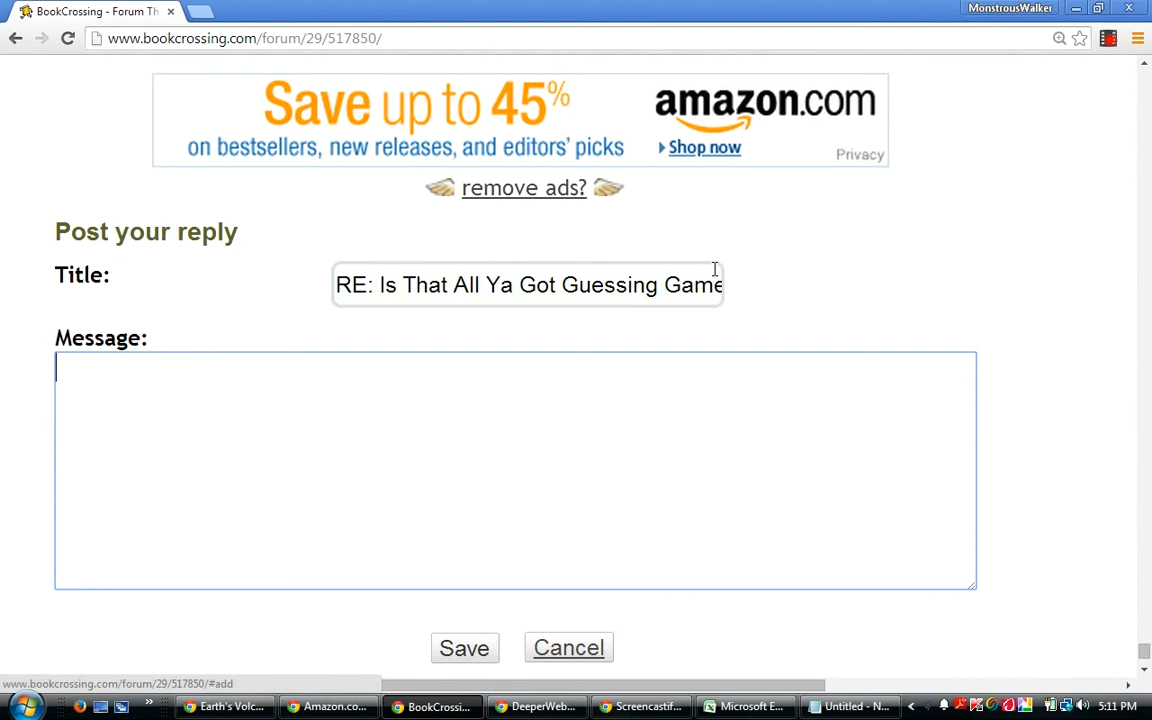 BookCrossing - Forum Th
MonstrousWalker
www.bookcrossing.com/forum/29/517850/
Save up to 45%
on bestsellers, new releases, and editors' picks
amazon.com
Shop now
Privacy
remove ads?
Post your reply
Title:
RE: Is That All Ya Got Guessing Game
Message:
Save
Cancel
www.bookcrossing.com/forum/29/517850/#add
Earth's Volc...
Amazon.co...
BookCrossi...
DeeperWeb...
Screencastif...
Microsoft E...
Untitled - N...
5:11 PM